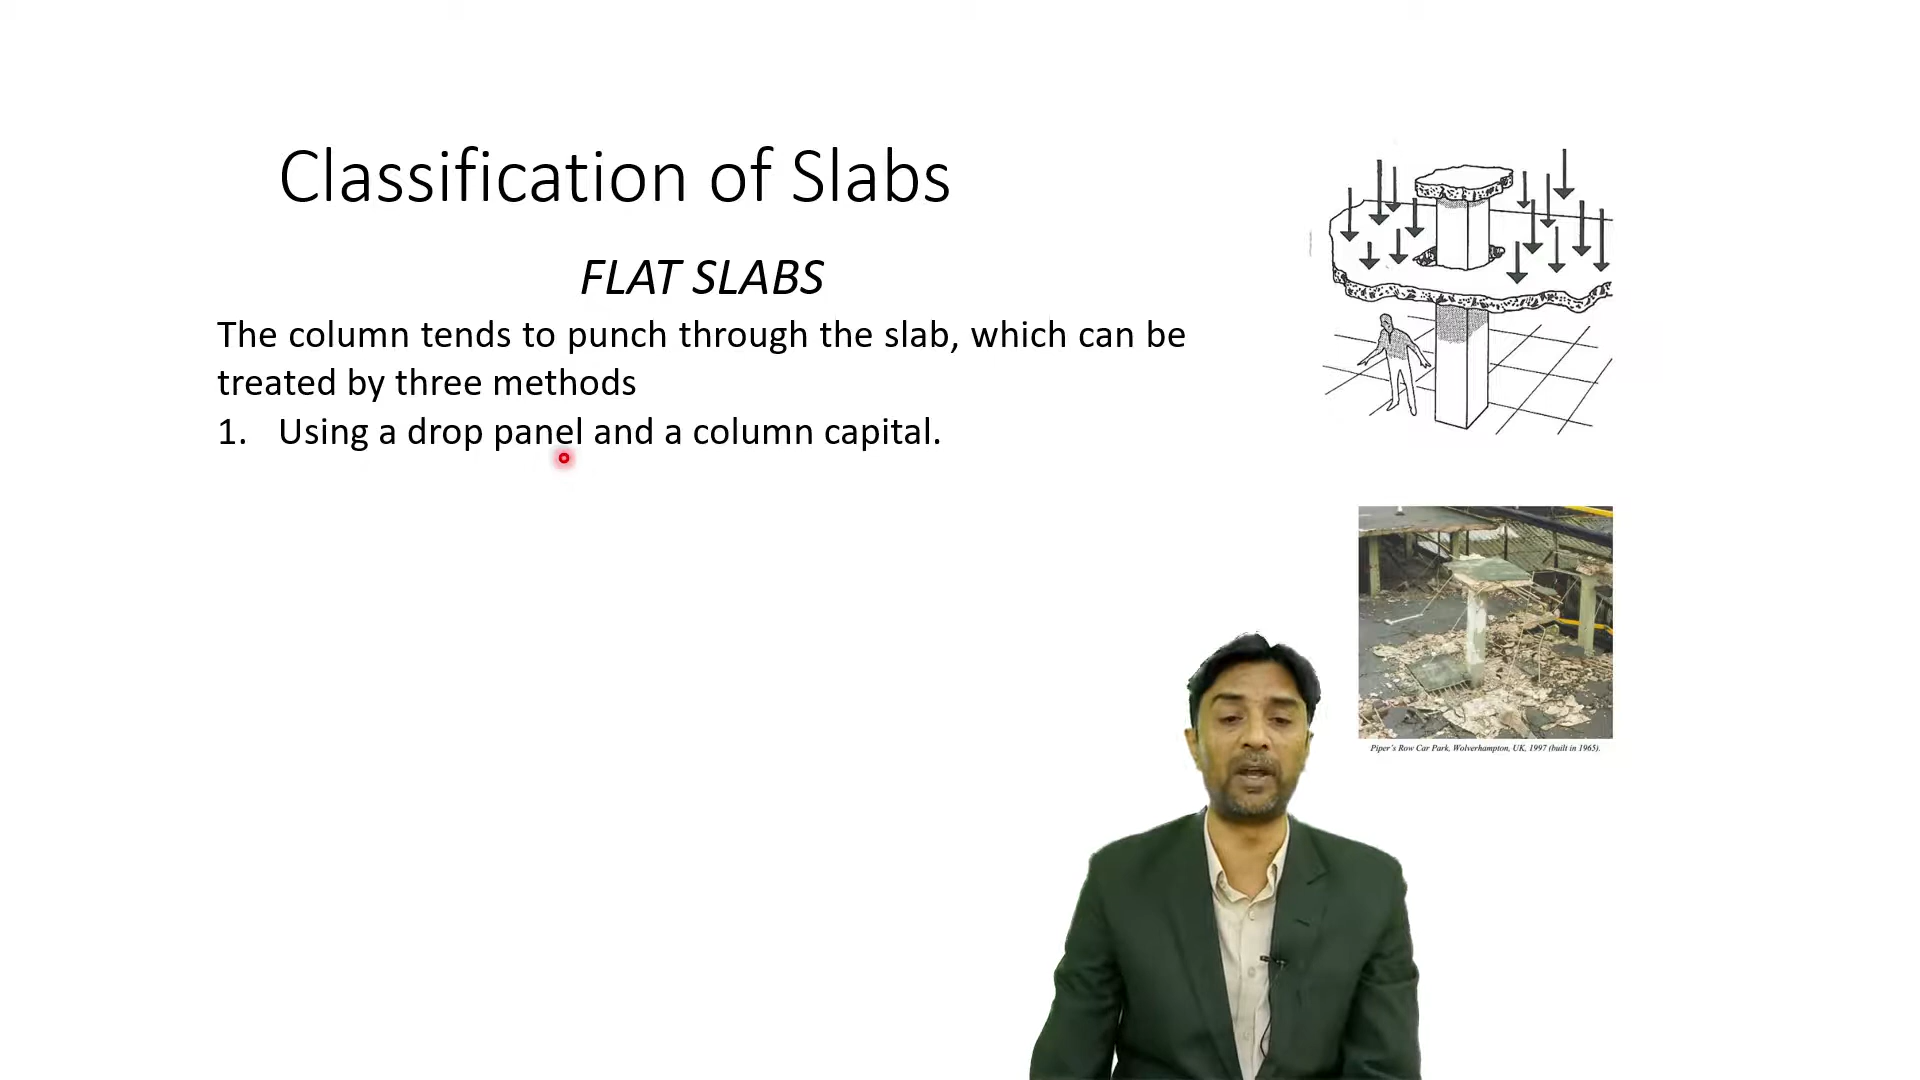 Classification of Slabs
FLAT SLABS
The column tends to punch through the slab, which can be
treated by three methods
1. Using a drop panel and a column capital.
Piper's Row Car Park, Wolverhampton, UK, 1997 (built in 1965).